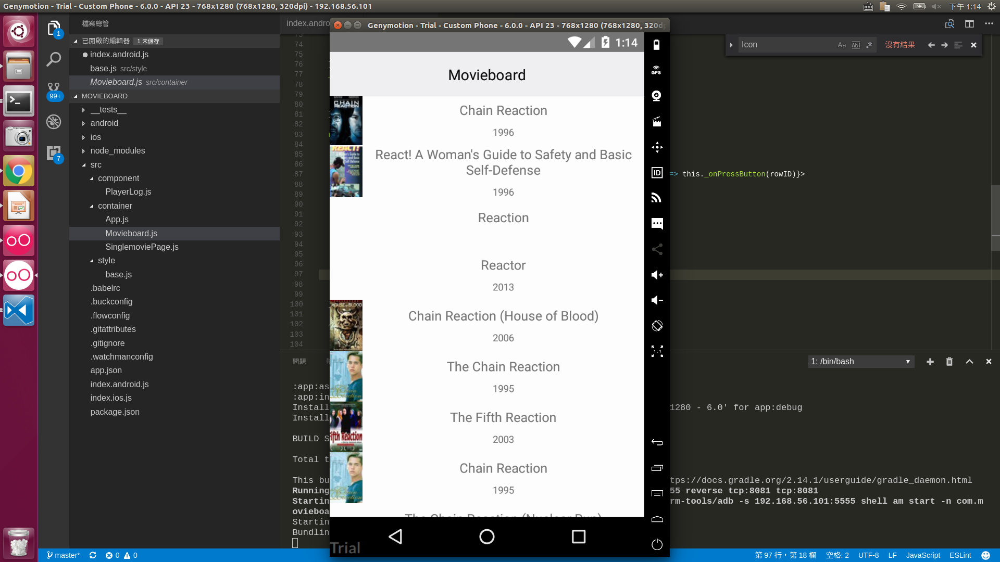 Genymotion - Trial - Custom Phone - 6.0.0 - API 23 - 768x1280 (768x1280, 320dpi) - 192.168.56.101
下午 1:14
檔案總管
已開啟的編輯器
1 未儲存
index.android.js
base.js src/style
Movieboard.js src/container
MOVIEBOARD
__tests__
android
ios
node_modules
src
component
PlayerLog.js
container
App.js
Movieboard.js
SinglemoviePage.js
style
base.js
.babelrc
.buckconfig
.flowconfig
.gitattributes
.gitignore
.watchmanconfig
app.json
index.android.js
index.ios.js
package.json
1
99+
7
index.andro
74
75
76
77
78
79
80
81
82
83
84
85
86
87
88
89
90
91
92
93
94
95
96
97
98
99
100
101
102
103
104
Genymotion - Trial - Custom Phone - 6.0.0 - API 23 - 768x1280 (768x1280, 320d
1:14
Movieboard
Chain Reaction
1996
React! A Woman's Guide to Safety and Basic
Self-Defense
1996
Reaction
Reactor
2013
Chain Reaction (House of Blood)
2006
The Chain Reaction
1995
The Fifth Reaction
2003
Chain Reaction
1995
The Chain Reaction (Nuclear Run)
Trial
GPS
ID
1:1
Icon
Aa
Abl
.*
沒有結果
=> this._onPressButton(rowID)}>
問題
1: /bin/bash
:app:as
:app:in
Install
1280 - 6.0' for app:debug
Install
BUILD S
Total t
This bu
tps://docs.gradle.org/2.14.1/userguide/gradle_daemon.html
Running
55 reverse tcp:8081 tcp:8081
Startin
rm-tools/adb -s 192.168.56.101:5555 shell am start -n com.m
ovieboa
Startin
Bundlin
master*
0
0
第 97 行，第 18 欄
空格: 2
UTF-8
LF
JavaScript
ESLint